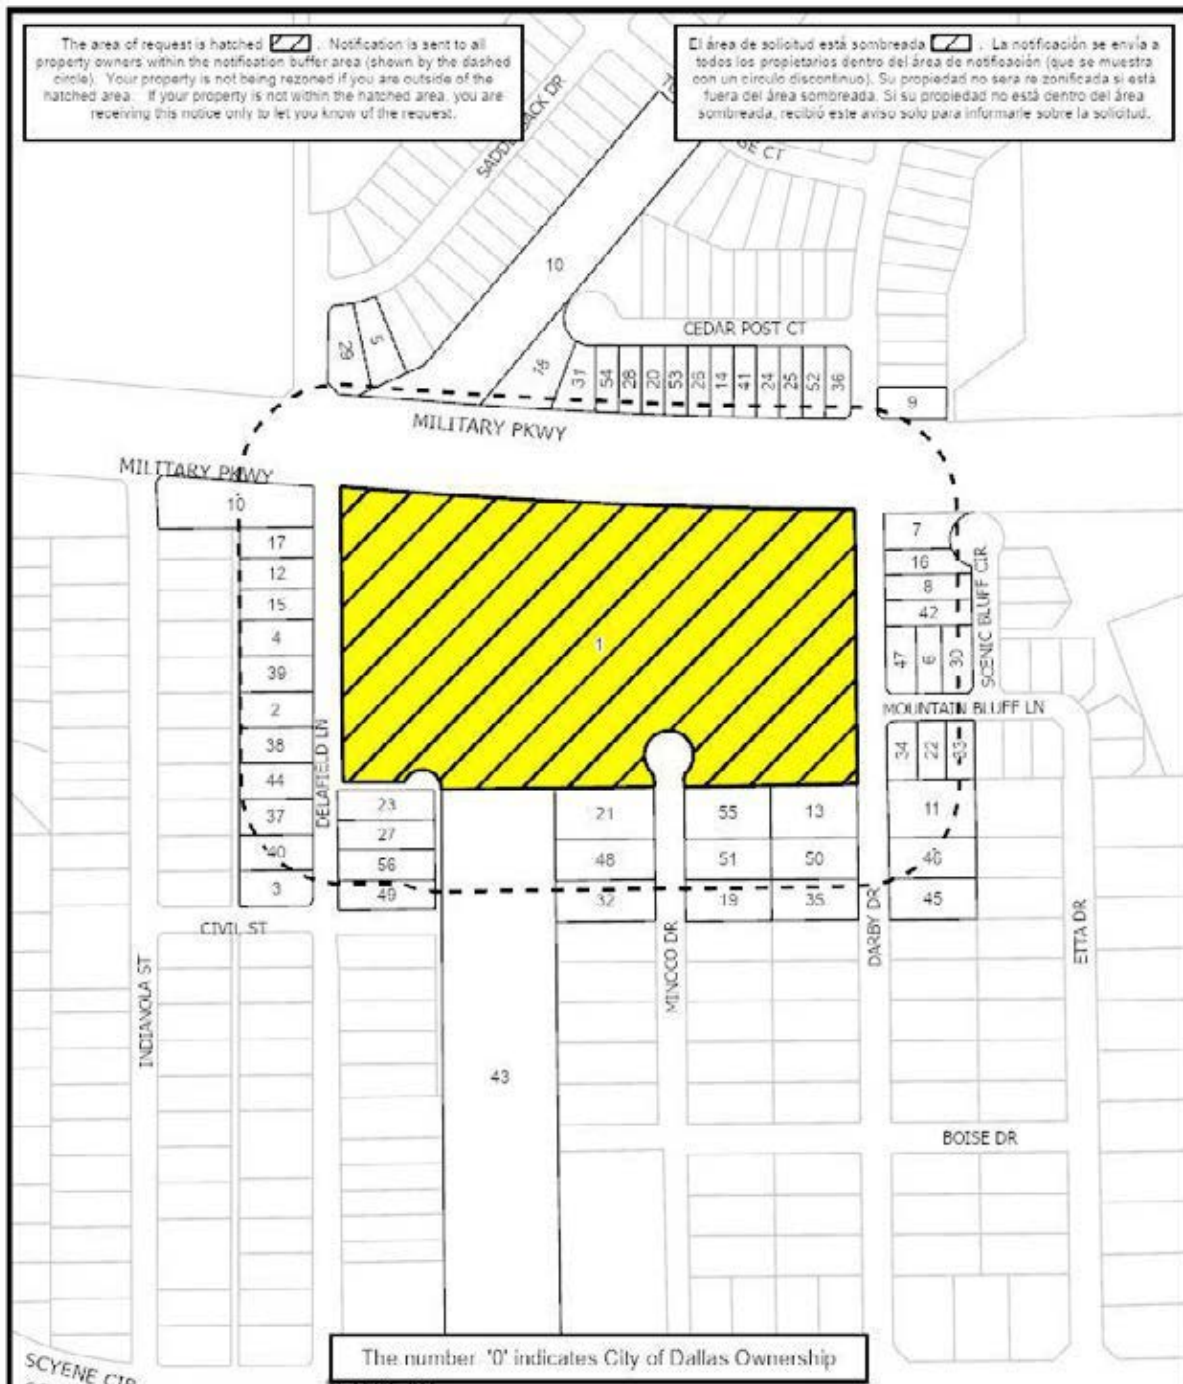 The area of request is hatched . Notification is sent to all
property owners within the notification buffer area (shown by the dashed
circle). Your property is not being rezoned if you are outside of the
hatched area. If your property is not within the hatched area, you are
receiving this notice only to let you know of the request.
El área de solicitud está sombreada . La notificación se envía a
todos los propietarios dentro del área de notificación (que se muestra
con un circulo discontinuo). Su propiedad no sera re zonificada si está
fuera del área sombreada. Si su propiedad no está dentro del área
sombreada, recibió este aviso solo para informarle sobre la solicitud.
CT
10
CEDAR POST CT
29
5
18
31
54
28
20
53
26
14
41
24
25
52
36
9
MILITARY PKWY
MILITARY PKWY
10
17
12
15
4
39
2
38
44
37
40
3
DELAFIELD LN
1
7
16
8
42
47
6
30
SCENIC BLUFF CIR
MOUNTAIN BLUFF LN
34
22
33
23
27
56
49
21
48
32
55
51
19
13
50
35
11
46
45
CIVIL ST
INDIANOLA ST
MINOCO DR
DARBY DR
ETTA DR
43
BOISE DR
The number '0' indicates City of Dallas Ownership
SCYENE CIR